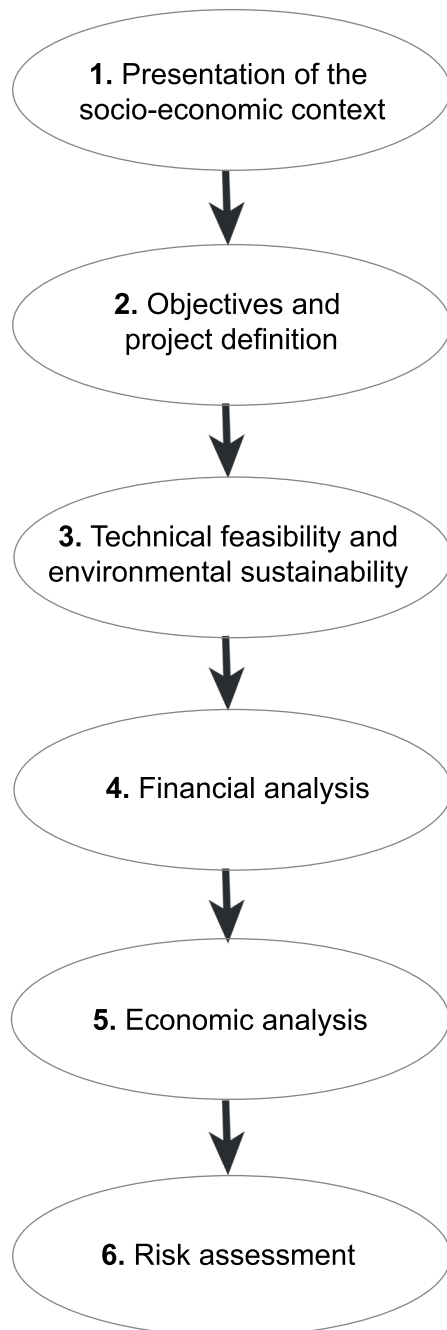 1. Presentation of the
socio-economic context
2. Objectives and
project definition
3. Technical feasibility and
environmental sustainability
4. Financial analysis
5. Economic analysis
6. Risk assessment